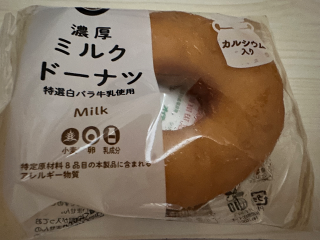 濃厚
ミルク
ドーナツ
特選白バラ牛乳使用
Milk
カルシウム
入り
小麦 卵 乳成分
特定原材料8品目の本製品に含まれる
アレルギー物質